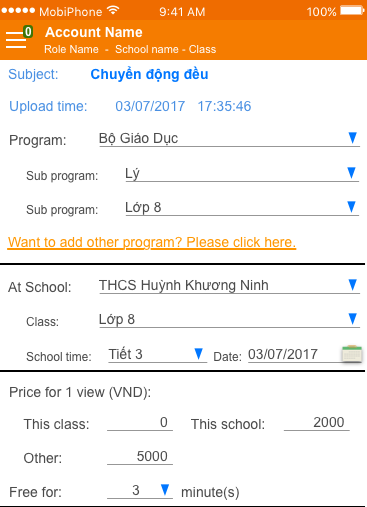 MobiPhone 9:41 AM 100%
0 Account Name
Role Name - School name - Class
Subject: Chuyển động đều
Upload time: 03/07/2017 17:35:46
Program: Bộ Giáo Dục
Sub program: Lý
Sub program: Lớp 8
Want to add other program? Please click here.
At School: THCS Huỳnh Khương Ninh
Class: Lớp 8
School time: Tiết 3 Date: 03/07/2017
Price for 1 view (VND):
This class: 0 This school: 2000
Other: 5000
Free for: 3 minute(s)